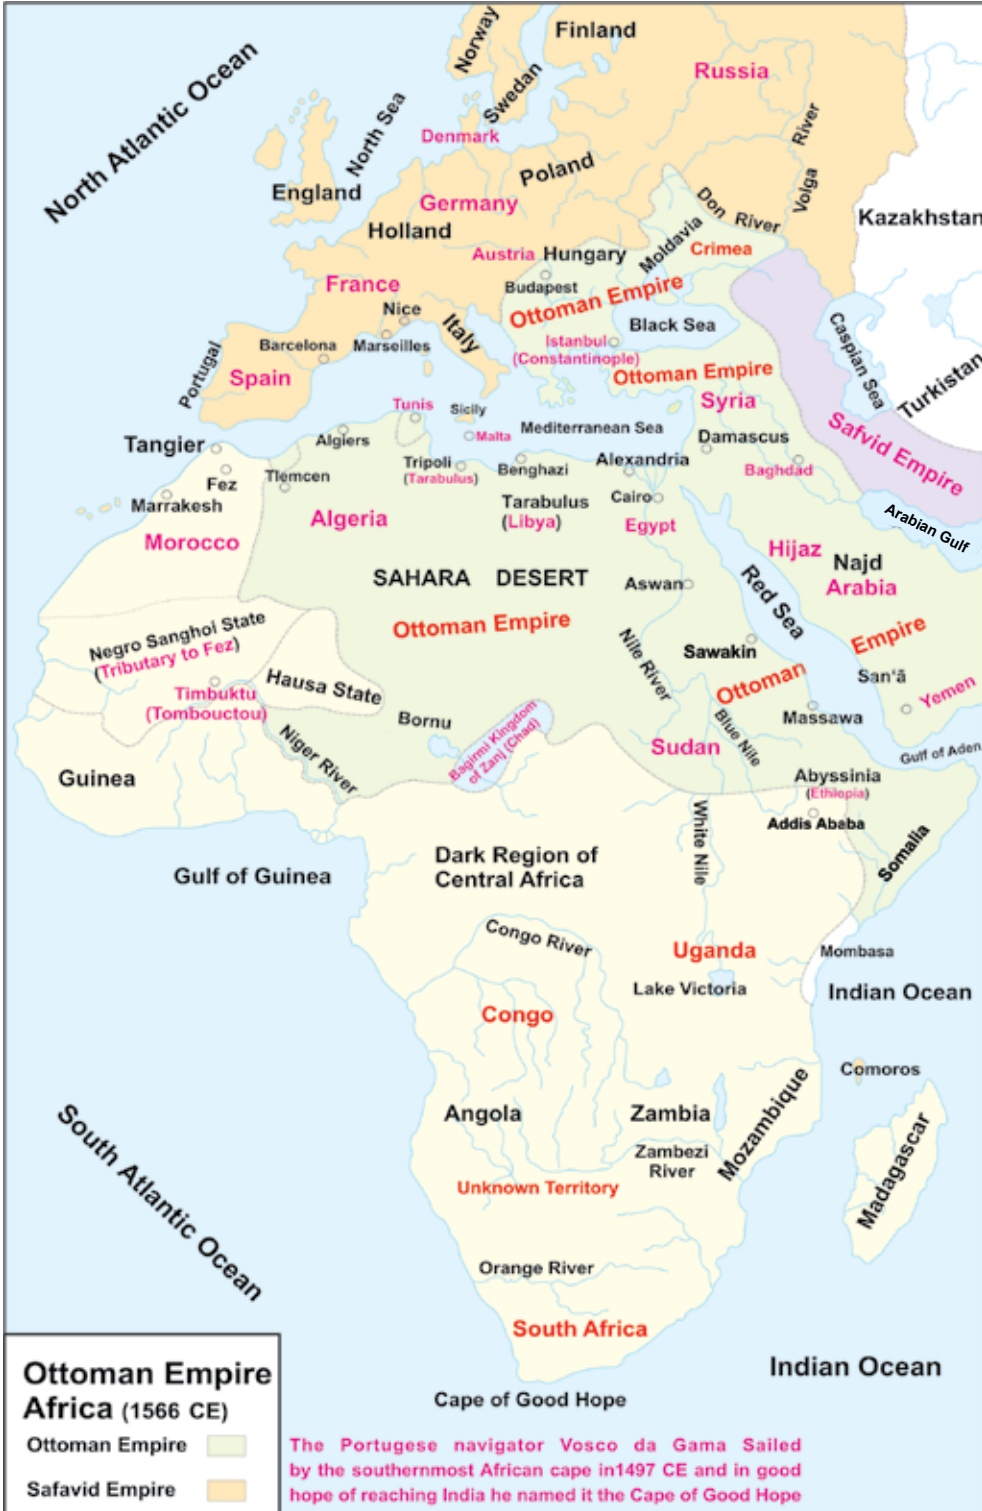 North Atlantic Ocean
Norway
Finland
Swedan
Russia
North Sea
Denmark
River
Volga
England
Poland
Germany
Holland
Don River
Kazakhstan
Moldavia
Crimea
Austria
Hungary
France
Budapest
Ottoman Empire
Nice
Italy
Black Sea
Caspian Sea
Barcelona
Marseilles
Istanbul
(Constantinople)
Portugal
Spain
Ottoman Empire
Turkistan
Syria
Tunis
Sicily
Malta
Mediterranean Sea
Safvid Empire
Tangier
Algiers
Damascus
Fez
Tlemcen
Tripoli
(Tarabulus)
Benghazi
Alexandria
Baghdad
Marrakesh
Tarabulus
(Libya)
Cairo
Arabian Gulf
Morocco
Algeria
Egypt
Hijaz
Najd
Arabia
SAHARA DESERT
Aswan
Red Sea
Ottoman Empire
Negro Sanghoi State
(Tributary to Fez)
Nile River
Sawakin
Empire
Hausa State
San‘ā
Timbuktu
(Tombouctou)
Ottoman
Yemen
Bornu
Massawa
Niger River
Bagirmi Kingdom
of Zanj (Chad)
Sudan
Blue Nile
Gulf of Aden
Guinea
Abyssinia
(Ethiopia)
Addis Ababa
White Nile
Somalia
Gulf of Guinea
Dark Region of
Central Africa
Congo River
Uganda
Mombasa
Lake Victoria
Indian Ocean
Congo
Comoros
Angola
Zambia
Mozambique
Madagascar
Zambezi
River
South Atlantic Ocean
Unknown Territory
Orange River
South Africa
Indian Ocean
Cape of Good Hope
Ottoman Empire
Africa (1566 CE)
Ottoman Empire
Safavid Empire
The Portugese navigator Vosco da Gama Sailed
by the southernmost African cape in1497 CE and in good
hope of reaching India he named it the Cape of Good Hope